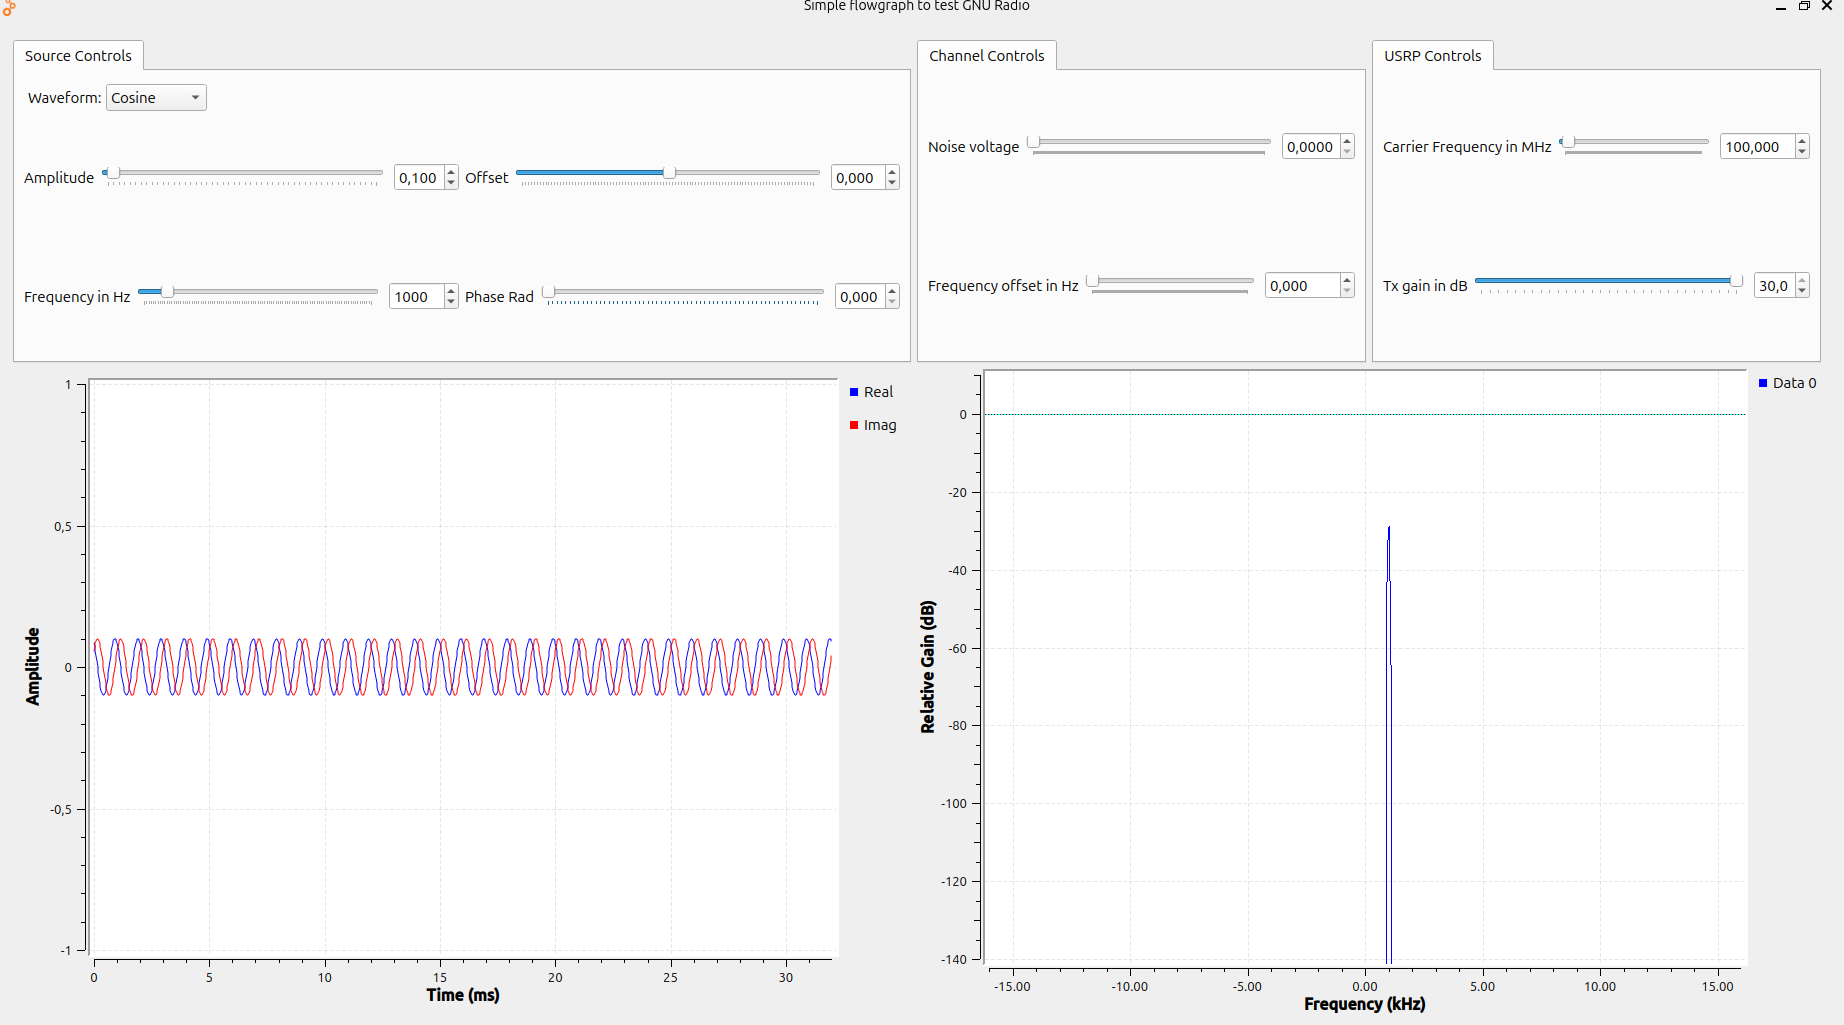 Simple flowgraph to test GNU Radio
Source Controls
Waveform: Cosine
Amplitude 0,100 Offset 0,000
Frequency in Hz 1000 Phase Rad 0,000
Channel Controls
Noise voltage 0,0000
Frequency offset in Hz 0,000
USRP Controls
Carrier Frequency in MHz 100,000
Tx gain in dB 30,0
1
0,5
0
-0,5
-1
Amplitude
0 5 10 15 20 25 30
Time (ms)
Real
Imag
0
-20
-40
-60
-80
-100
-120
-140
Relative Gain (dB)
-15.00 -10.00 -5.00 0.00 5.00 10.00 15.00
Frequency (kHz)
Data 0